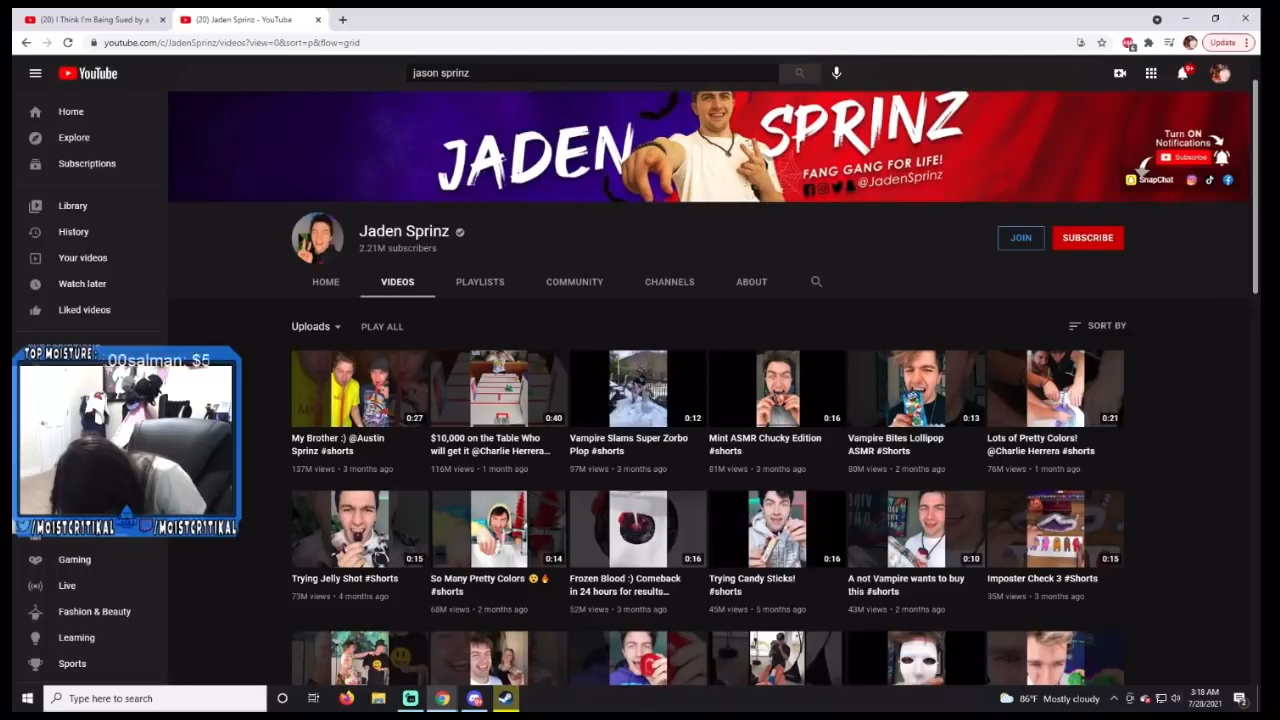 (20) I Think I'm Being Sued by a
(20) Jaden Sprinz - YouTube
youtube.com/c/JadenSprinz/videos?view=0&sort=p&flow=grid
Update
YouTube
jason sprinz
9+
Home
Explore
Subscriptions
Library
History
Your videos
Watch later
Liked videos
JADEN SPRINZ
FANG GANG FOR LIFE!
@JadenSprinz
Turn ON
Notifications
Subscribe
SnapChat
Jaden Sprinz
2.21M subscribers
JOIN
SUBSCRIBE
HOME
VIDEOS
PLAYLISTS
COMMUNITY
CHANNELS
ABOUT
Uploads
PLAY ALL
SORT BY
0:27
0:40
0:12
0:16
0:13
0:21
My Brother :) @Austin
Sprinz #shorts
137M views • 3 months ago
$10,000 on the Table Who
will get it @Charlie Herrera...
116M views • 1 month ago
Vampire Slams Super Zorbo
Plop #shorts
97M views • 3 months ago
Mint ASMR Chucky Edition
#shorts
81M views • 3 months ago
Vampire Bites Lollipop
ASMR #Shorts
80M views • 2 months ago
Lots of Pretty Colors!
@Charlie Herrera #shorts
76M views • 1 month ago
0:15
0:14
0:16
0:16
0:10
0:15
Trying Jelly Shot #Shorts
73M views • 4 months ago
So Many Pretty Colors 😲🔥
#shorts
68M views • 2 months ago
Frozen Blood :) Comeback
in 24 hours for results...
52M views • 3 months ago
Trying Candy Sticks!
#shorts
45M views • 5 months ago
A not Vampire wants to buy
this #shorts
43M views • 2 months ago
Imposter Check 3 #Shorts
35M views • 3 months ago
TOP MOISTURE:
00salman: $5
/MOISTCR1TIKAL
/MOISTCR1TIKAL
Gaming
Live
Fashion & Beauty
Learning
Sports
Type here to search
86°F Mostly cloudy
3:18 AM
7/28/2021